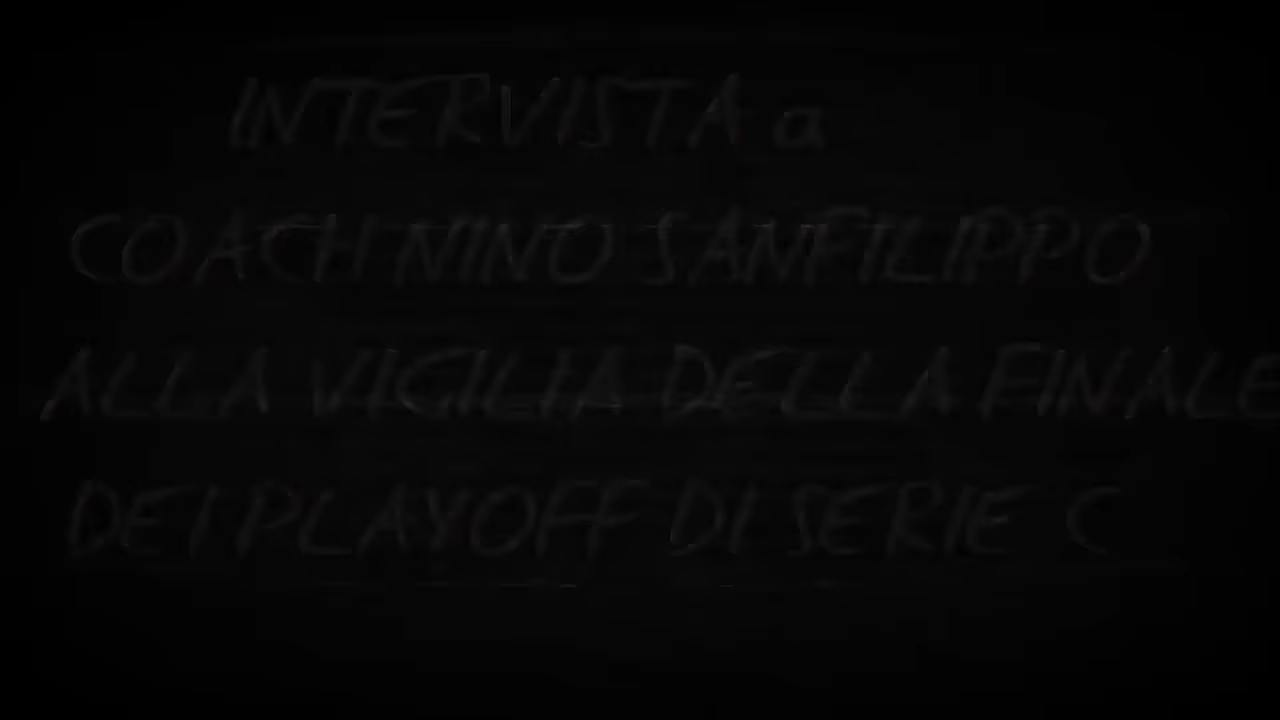 INTERVISTA a
COACH NINO SANFILIPPO
ALLA VIGILIA DELLA FINALE
DEI PLAYOFF DI SERIE C